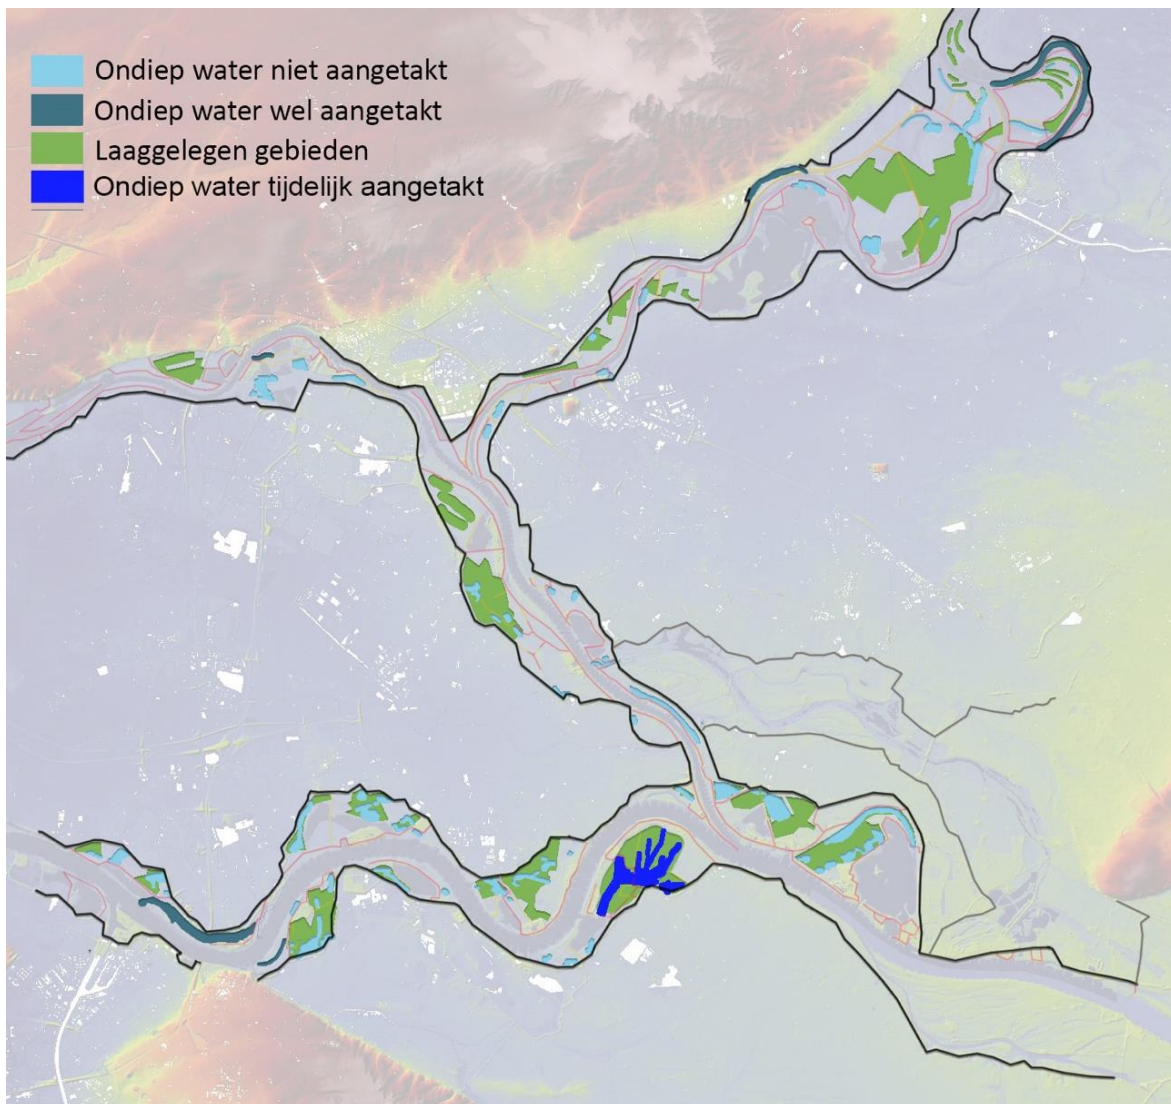 Ondiep water niet aangetakt
Ondiep water wel aangetakt
Laaggelegen gebieden
Ondiep water tijdelijk aangetakt